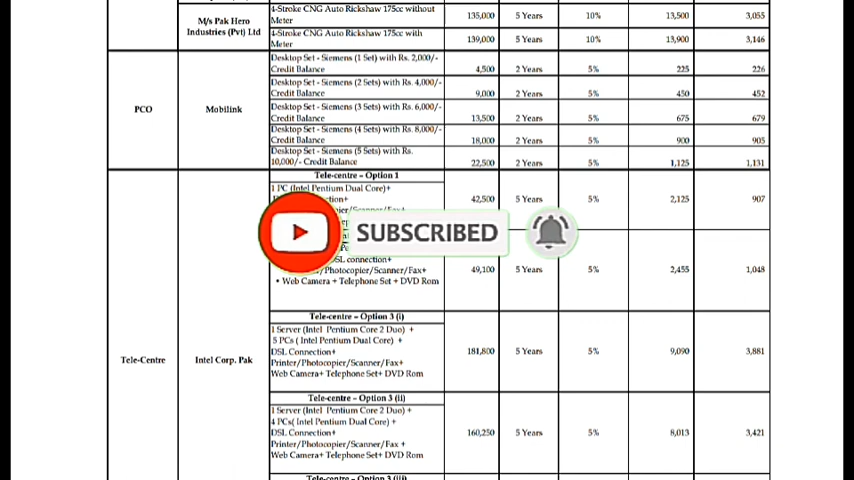 4-Stroke CNG Auto Rickshaw 175cc without
Meter
135,000 5 Years 10% 13,500 3,055
M/s Pak Hero
Industries (Pvt) Ltd
4-Stroke CNG Auto Rickshaw 175cc with
Meter
139,000 5 Years 10% 13,900 3,146
PCO
Mobilink
Desktop Set - Siemens (1 Set) with Rs. 2,000/-
Credit Balance
4,500 2 Years 5% 225 226
Desktop Set - Siemens (2 Sets) with Rs. 4,000/-
Credit Balance
9,000 2 Years 5% 450 452
Desktop Set - Siemens (3 Sets) with Rs. 6,000/-
Credit Balance
13,500 2 Years 5% 675 679
Desktop Set - Siemens (4 Sets) with Rs. 8,000/-
Credit Balance
18,000 2 Years 5% 900 905
Desktop Set - Siemens (5 Sets) with Rs.
10,000/- Credit Balance
22,500 2 Years 5% 1,125 1,131
Tele-Centre
Intel Corp. Pak
Tele-centre - Option 1
1 PC (Intel Pentium Dual Core)+
42,500 5 Years 5% 2,125 907
SUBSCRIBED
connection+
/Photocopier/Scanner/Fax+
• Web Camera + Telephone Set + DVD Rom
49,100 5 Years 5% 2,455 1,048
Tele-centre - Option 3 (i)
1 Server (Intel Pentium Core 2 Duo) +
5 PCs ( Intel Pentium Dual Core) +
DSL Connection+
Printer/Photocopier/Scanner/Fax+
Web Camera+ Telephone Set+ DVD Rom
181,800 5 Years 5% 9,090 3,881
Tele-centre - Option 3 (ii)
1 Server (Intel Pentium Core 2 Duo) +
4 PCs( Intel Pentium Dual Core) +
DSL Connection+
Printer/Photocopier/Scanner/Fax +
Web Camera+ Telephone Set+ DVD Rom
160,250 5 Years 5% 8,013 3,421
Tele-centre - Option 3 (iii)